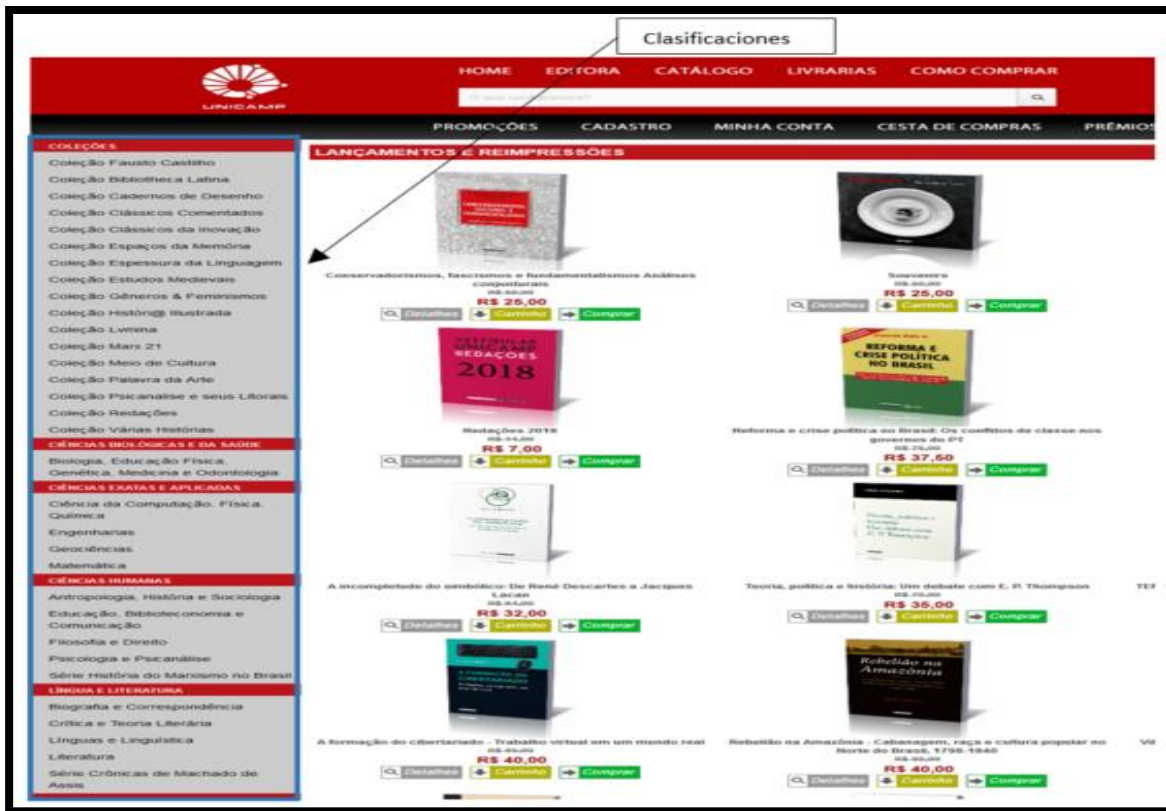 Clasificaciones
UNICAMP
HOME EDITORA CATÁLOGO LIVRARIAS COMO COMPRAR
PROMOÇÕES CADASTRO MINHA CONTA CESTA DE COMPRAS PRÊMIOS
COLEÇÕES
Coleção Fausto Castilho
Coleção Bibliotheca Latina
Coleção Cadernos de Desenho
Coleção Clássicos Comentados
Coleção Clássicos da Inovação
Coleção Espaços da Memória
Coleção Espessura da Linguagem
Coleção Estudos Medievais
Coleção Gêneros & Feminismos
Coleção Históri@ Ilustrada
Coleção Lvmina
Coleção Marx 21
Coleção Meio de Cultura
Coleção Palavra da Arte
Coleção Psicanálise e seus Litorais
Coleção Redações
Coleção Várias Histórias
CIÊNCIAS BIOLÓGICAS E DA SAÚDE
Biologia, Educação Física,
Genética, Medicina e Odontologia
CIÊNCIAS EXATAS E APLICADAS
Ciência da Computação, Física,
Química
Engenharias
Geociências
Matemática
CIÊNCIAS HUMANAS
Antropologia, História e Sociologia
Educação, Biblioteconomia e
Comunicação
Filosofia e Direito
Psicologia e Psicanálise
Série História do Marxismo no Brasil
LÍNGUA E LITERATURA
Biografia e Correspondência
Crítica e Teoria Literária
Línguas e Linguística
Literatura
Série Crônicas de Machado de
Assis
LANÇAMENTOS E REIMPRESSÕES
Conservadorismos, fascismos e fundamentalismos Análises
conjunturais
R$ 25,00
Detalhes Carrinho Comprar
Souvenirs
R$ 25,00
Detalhes Carrinho Comprar
VESTIBULAR
UNICAMP
REDAÇÕES
2018
Redações 2018
R$ 7,00
Detalhes Carrinho Comprar
REFORMA E
CRISE POLÍTICA
NO BRASIL
Reforma e crise política no Brasil: Os conflitos de classe nos
governos do PT
R$ 75,00
R$ 37,50
Detalhes Carrinho Comprar
A incompletude do simbólico: De René Descartes a Jacques
Lacan
R$ 64,00
R$ 32,00
Detalhes Carrinho Comprar
Teoria, política e história: Um debate com E. P. Thompson
R$ 70,00
R$ 35,00
Detalhes Carrinho Comprar
A FORMAÇÃO DO
CIBERTARIADO
A formação do cibertariado - Trabalho virtual em um mundo real
R$ 40,00
Detalhes Carrinho Comprar
Rebelião na
Amazônia
Rebelião na Amazônia - Cabanagem, raça e cultura popular no
Norte do Brasil, 1798-1840
R$ 40,00
Detalhes Carrinho Comprar